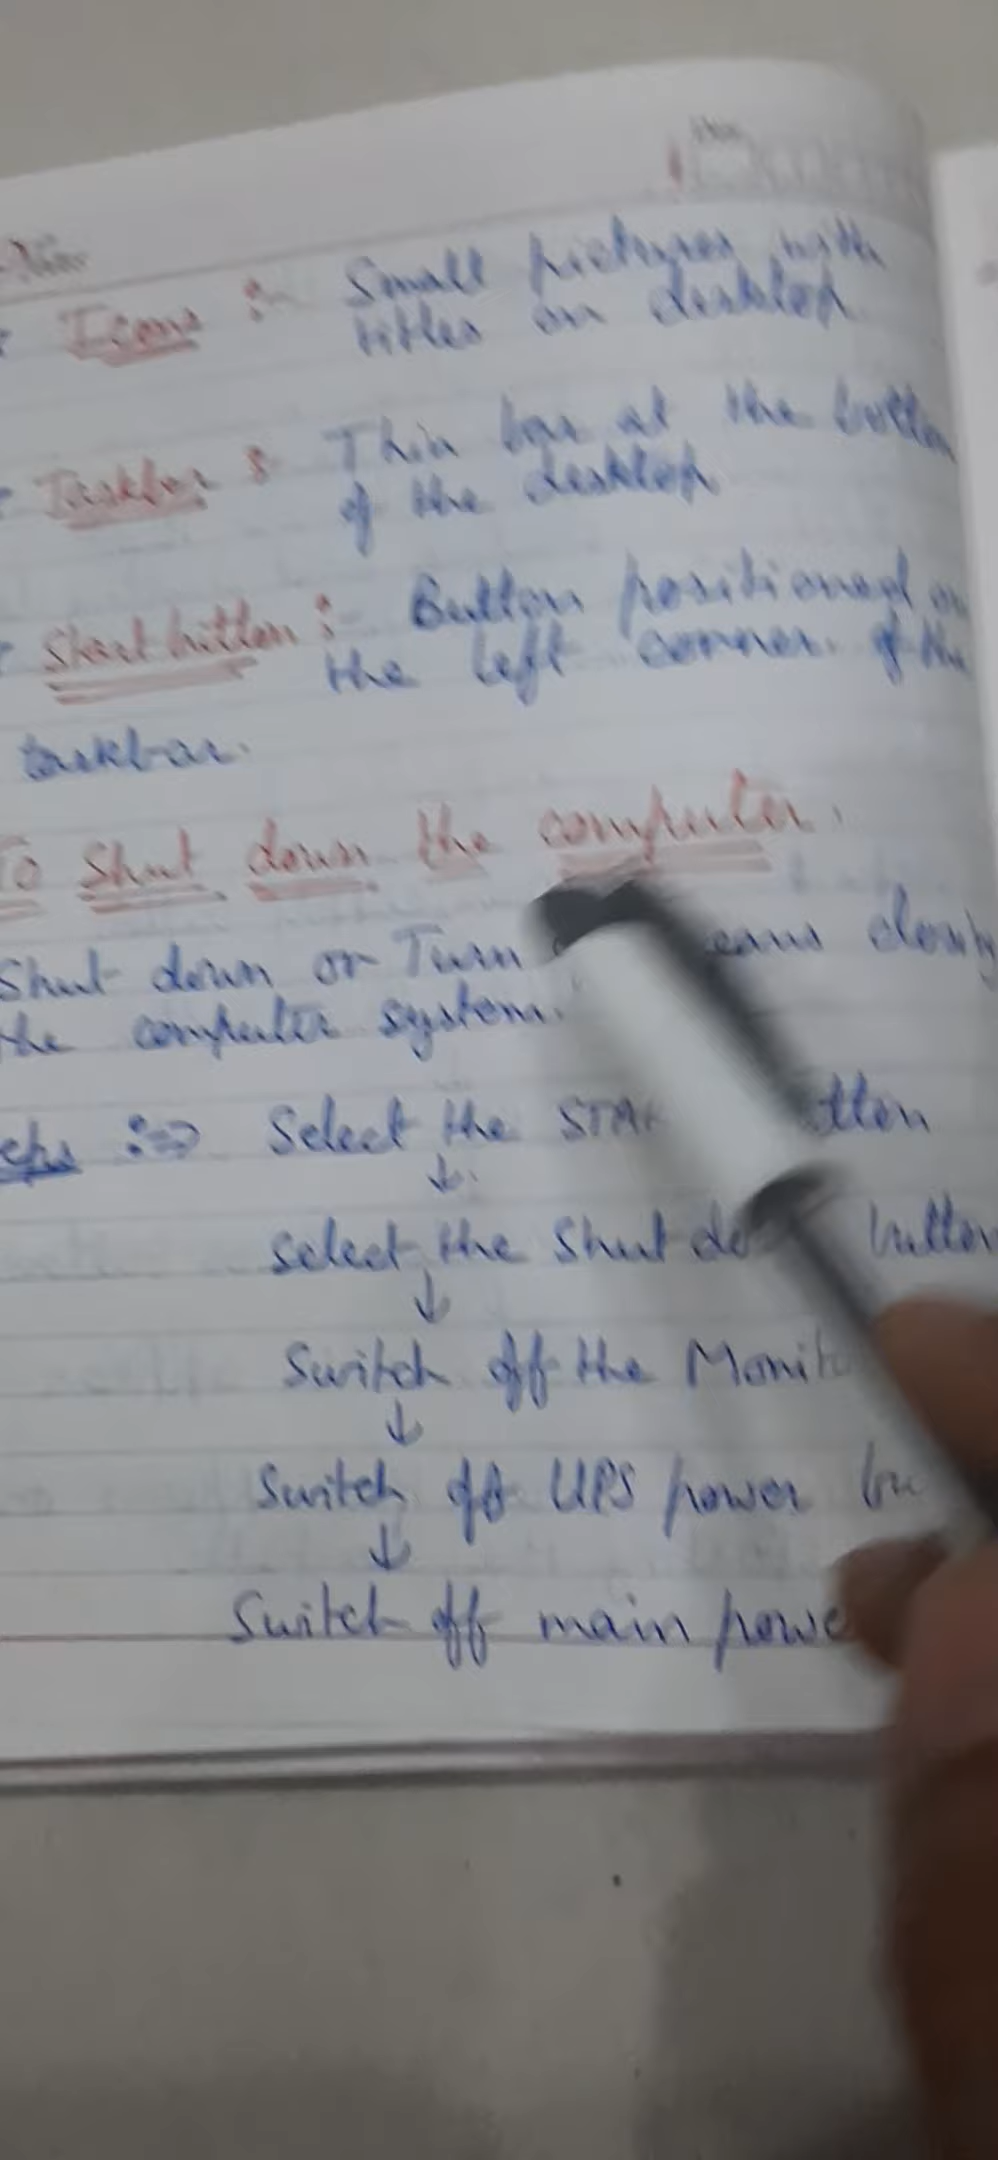 Icons :- Small pictures with
titles on desktop.
Taskbar : Thin bar at the bottom
of the desktop
Start button :- Button positioned on
the left corner of the
taskbar.
To Shut down the computer.
Shut down or Turn closing
the computer system.
:=> Select the
↓
Select the Shut button
↓
Switch off the
↓
Switch off UPS power
↓
Switch off main